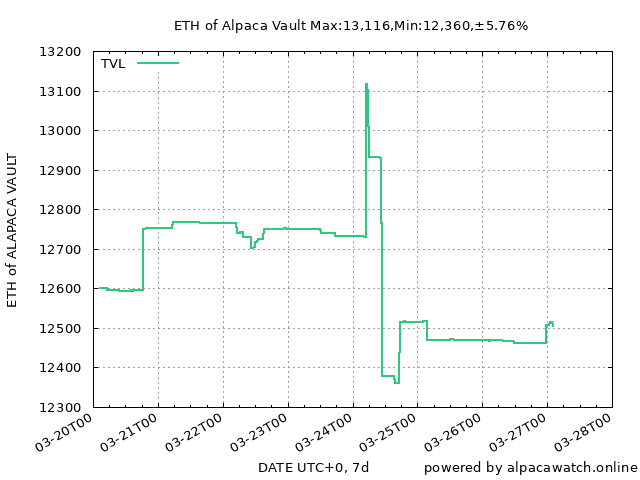 ETH of Alpaca Vault Max:13,116,Min:12,360,±5.76%
TVL
13200
13100
13000
12900
12800
12700
12600
12500
12400
12300
ETH of ALAPACA VAULT
03-20T00
03-21T00
03-22T00
03-23T00
03-24T00
03-25T00
03-26T00
03-27T00
03-28T00
DATE UTC+0, 7d
powered by alpacawatch.online